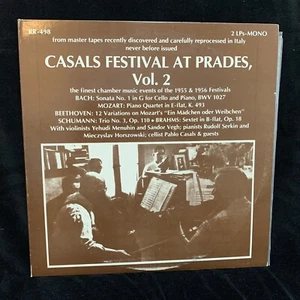 RR-498
2 LPs-MONO
from master tapes recently discovered and carefully reprocessed in Italy
never before issued
CASALS FESTIVAL AT PRADES,
Vol. 2
the finest chamber music events of the 1955 & 1956 Festivals
BACH: Sonata No. 1 in G for Cello and Piano, BWV 1027
MOZART: Piano Quartet in E-flat, K. 493
BEETHOVEN: 12 Variations on Mozart's "Ein Mädchen oder Weibchen"
SCHUMANN: Trio No. 3, Op. 110 • BRAHMS: Sextet in B-flat, Op. 18
With violinists Yehudi Menuhin and Sándor Vegh; pianists Rudolf Serkin and
Mieczyslav Horszowski; cellist Pablo Casals & guests